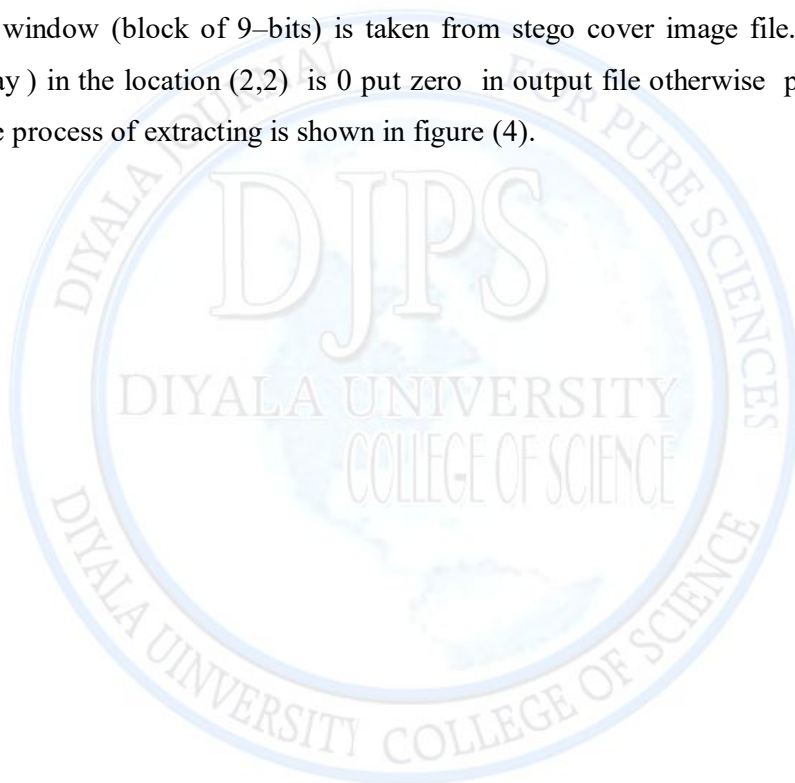 window (block of 9–bits) is taken from stego cover image file.
ay ) in the location (2,2) is 0 put zero in output file otherwise p
e process of extracting is shown in figure (4).
DIYALA JOURNAL FOR PURE SCIENCES
DJPS
DIYALA UNIVERSITY
COLLEGE OF SCIENCE
DIYALA UINVERSITY COLLEGE OF SCIENCE